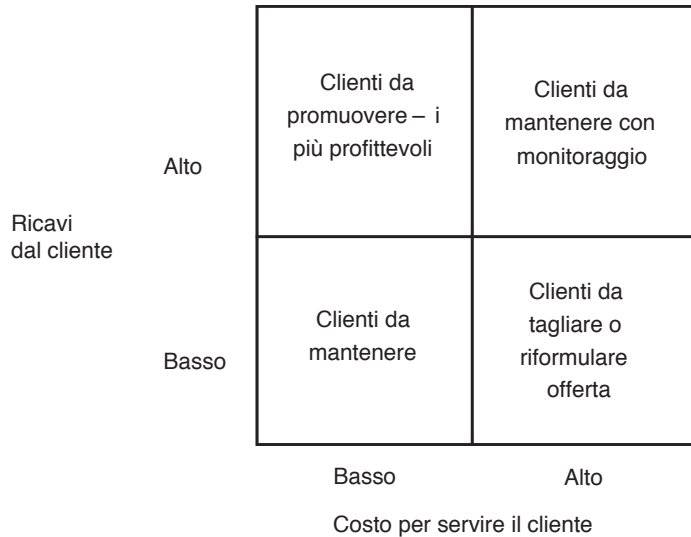 Clienti da
promuovere – i
più profittevoli
Clienti da
mantenere con
monitoraggio
Alto
Ricavi
dal cliente
Clienti da
mantenere
Clienti da
tagliare o
riformulare
offerta
Basso
Basso
Alto
Costo per servire il cliente